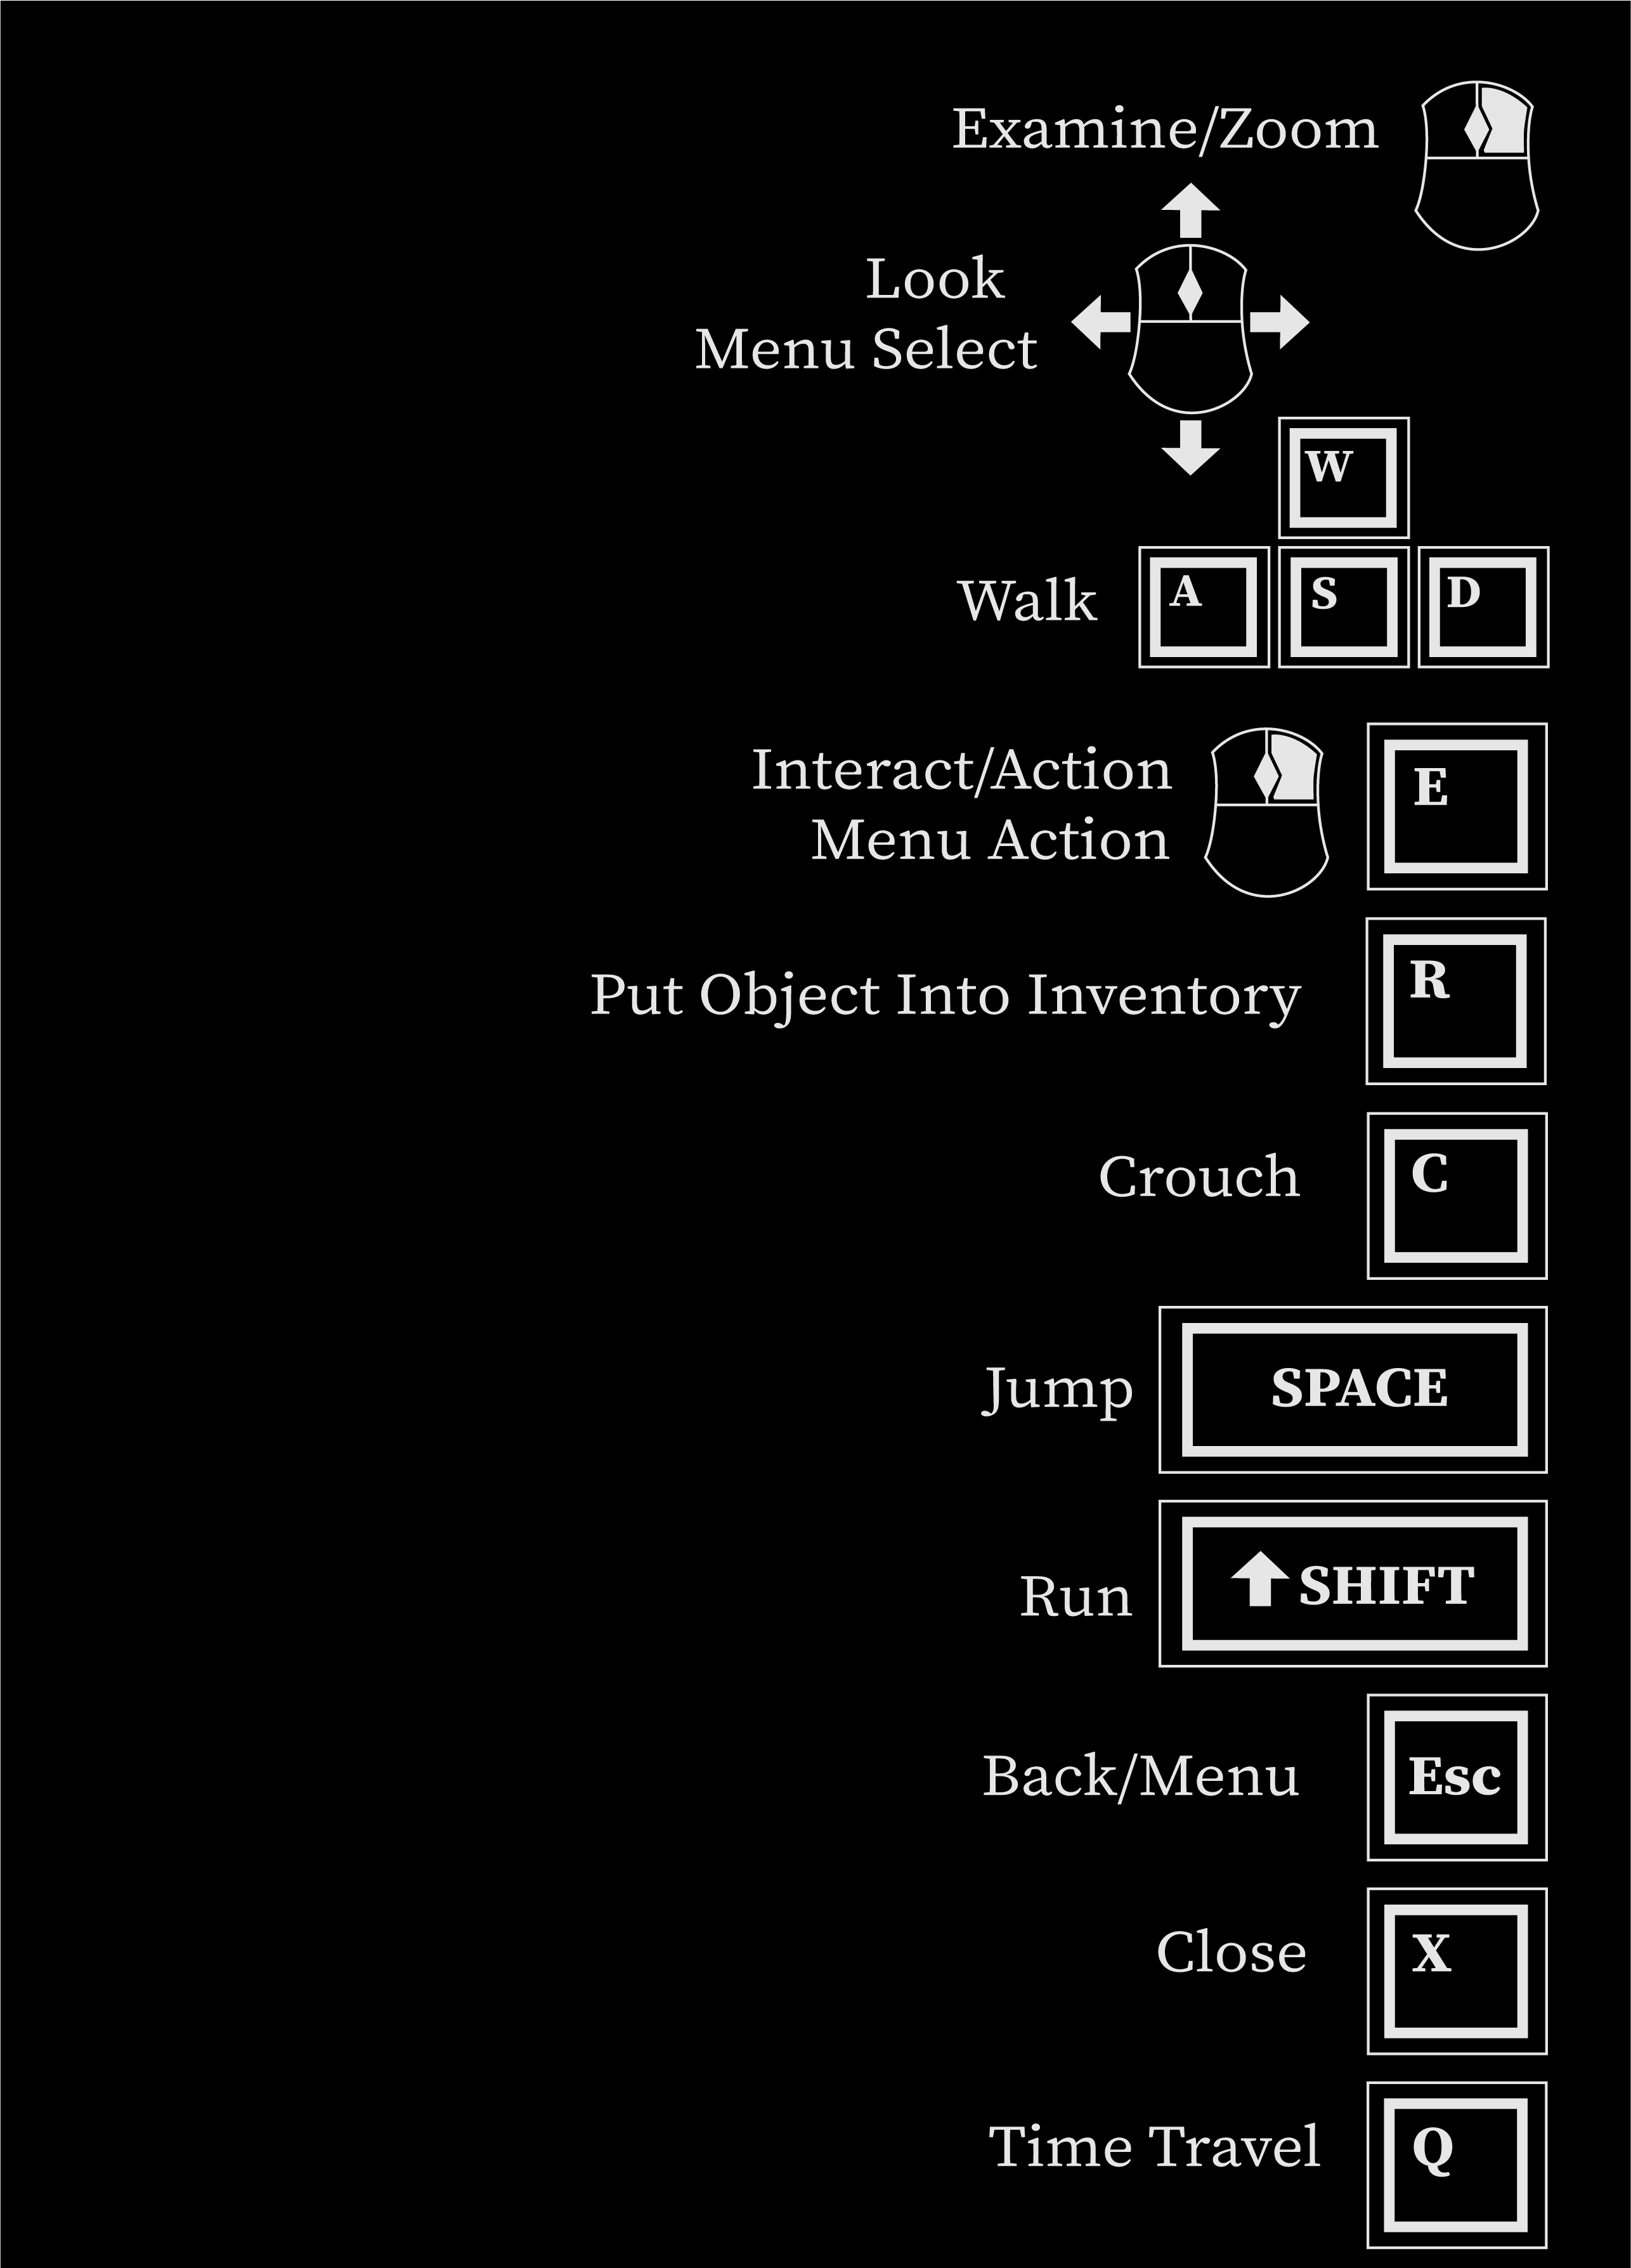 Examine/Zoom
Look
Menu Select
W
Walk A S D
Interact/Action E
Menu Action
Put Object Into Inventory R
Crouch C
Jump SPACE
Run SHIFT
Back/Menu Esc
Close X
Time Travel Q